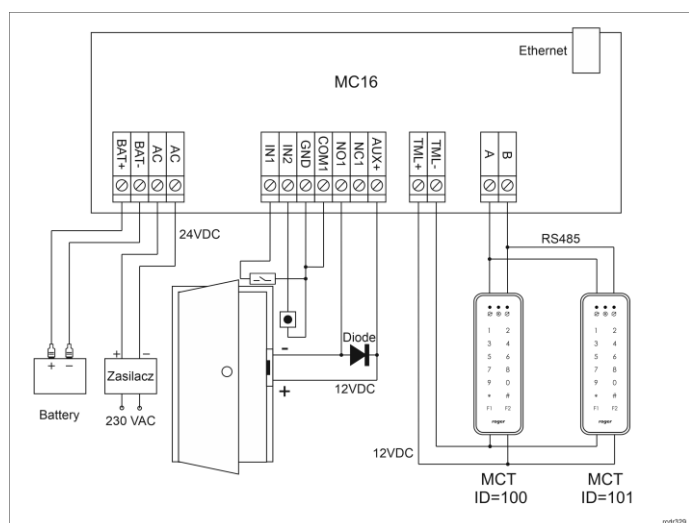 Ethernet
MC16
BAT+
BAT-
AC
AC
IN1
IN2
GND
COM1
NO1
NC1
AUX+
TML+
TML-
A
B
24VDC
RS485
Diode
-
+
12VDC
+ -
Battery
+ -
Zasilacz
230 VAC
1 2
3 4
5 6
7 8
9 0
* #
F1 F2
roger
1 2
3 4
5 6
7 8
9 0
* #
F1 F2
roger
12VDC
MCT
ID=100
MCT
ID=101